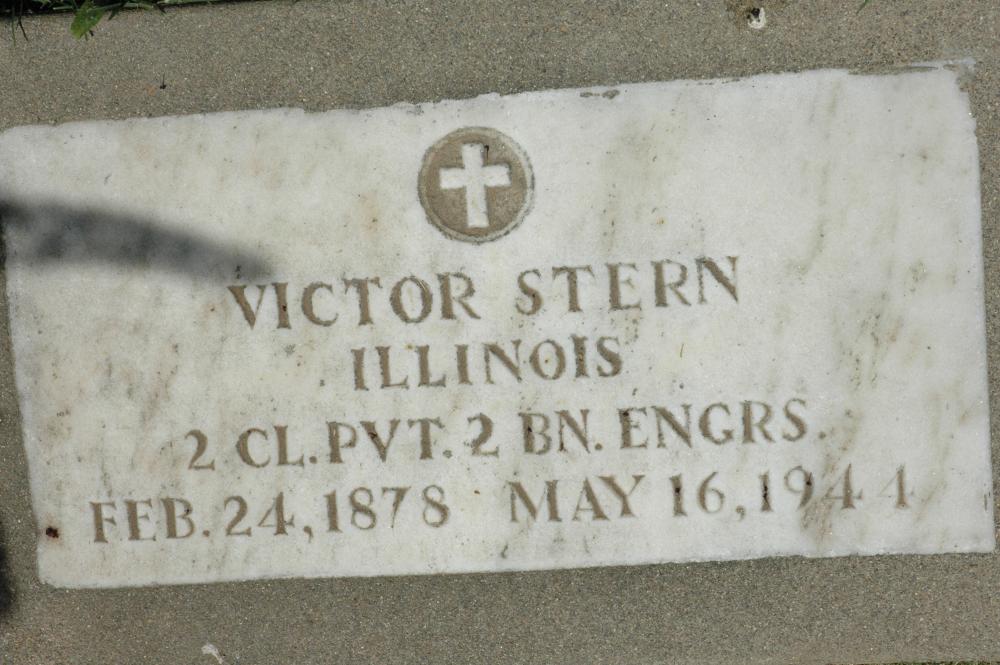 VICTOR STERN
ILLINOIS
2 CL. PVT. 2 BN. ENGRS.
FEB. 24, 1878 MAY 16, 1944